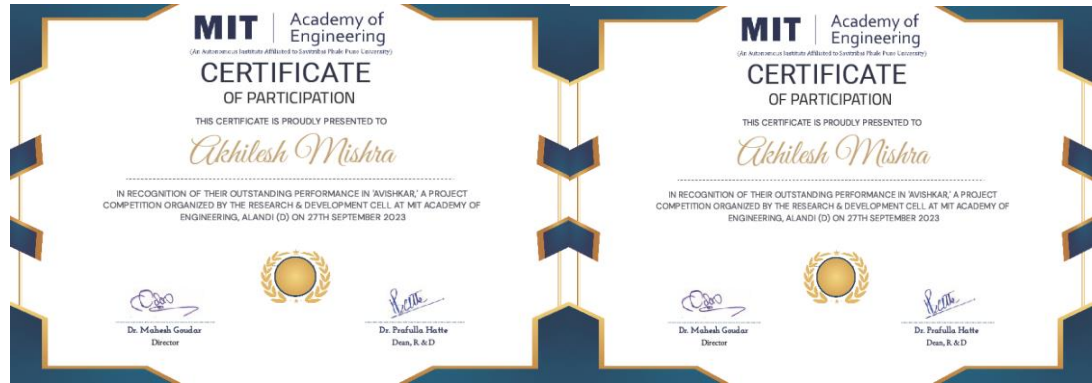 MIT Academy of
Engineering
(An Autonomous Institute Affiliated to Savitribai Phule Pune University)
CERTIFICATE
OF PARTICIPATION
THIS CERTIFICATE IS PROUDLY PRESENTED TO
Akhilesh Mishra
IN RECOGNITION OF THEIR OUTSTANDING PERFORMANCE IN 'AVISHKAR,' A PROJECT
COMPETITION ORGANIZED BY THE RESEARCH & DEVELOPMENT CELL AT MIT ACADEMY OF
ENGINEERING, ALANDI (D) ON 27TH SEPTEMBER 2023
Dr. Mahesh Goudar
Director
Dr. Prafulla Hatte
Dean, R & D
MIT Academy of
Engineering
(An Autonomous Institute Affiliated to Savitribai Phule Pune University)
CERTIFICATE
OF PARTICIPATION
THIS CERTIFICATE IS PROUDLY PRESENTED TO
Akhilesh Mishra
IN RECOGNITION OF THEIR OUTSTANDING PERFORMANCE IN 'AVISHKAR,' A PROJECT
COMPETITION ORGANIZED BY THE RESEARCH & DEVELOPMENT CELL AT MIT ACADEMY OF
ENGINEERING, ALANDI (D) ON 27TH SEPTEMBER 2023
Dr. Mahesh Goudar
Director
Dr. Prafulla Hatte
Dean, R & D